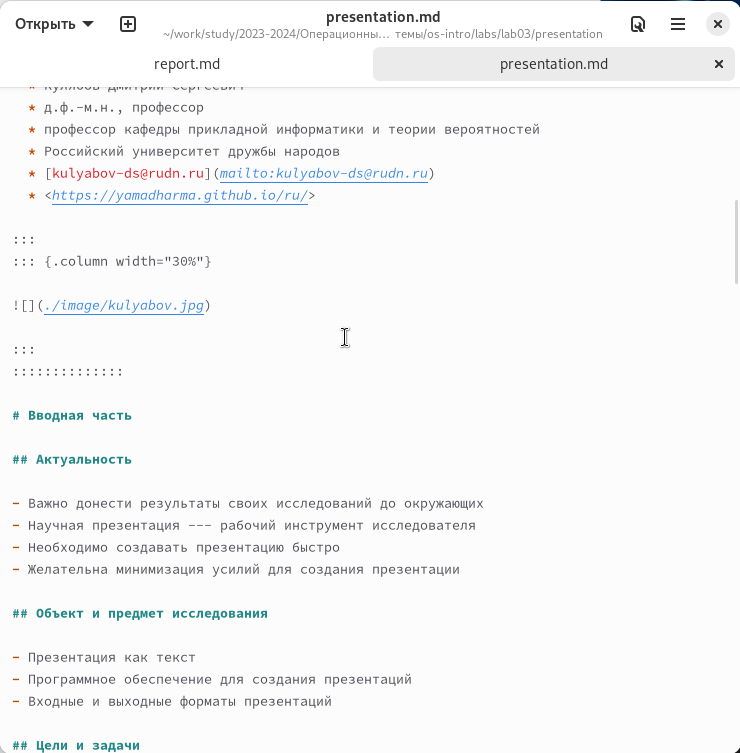 Открыть
presentation.md
~/work/study/2023-2024/Операционны… темы/os-intro/labs/lab03/presentation
report.md
presentation.md
* Кулябов Дмитрий Сергеевич
* д.ф.-м.н., профессор
* профессор кафедры прикладной информатики и теории вероятностей
* Российский университет дружбы народов
* [kulyabov-ds@rudn.ru](mailto:kulyabov-ds@rudn.ru)
* <https://yamadharma.github.io/ru/>
:::
::: {.column width="30%"}
![](./image/kulyabov.jpg)
:::
::::::::::::::
# Вводная часть
## Актуальность
- Важно донести результаты своих исследований до окружающих
- Научная презентация --- рабочий инструмент исследователя
- Необходимо создавать презентацию быстро
- Желательна минимизация усилий для создания презентации
## Объект и предмет исследования
- Презентация как текст
- Программное обеспечение для создания презентаций
- Входные и выходные форматы презентаций
## Цели и задачи